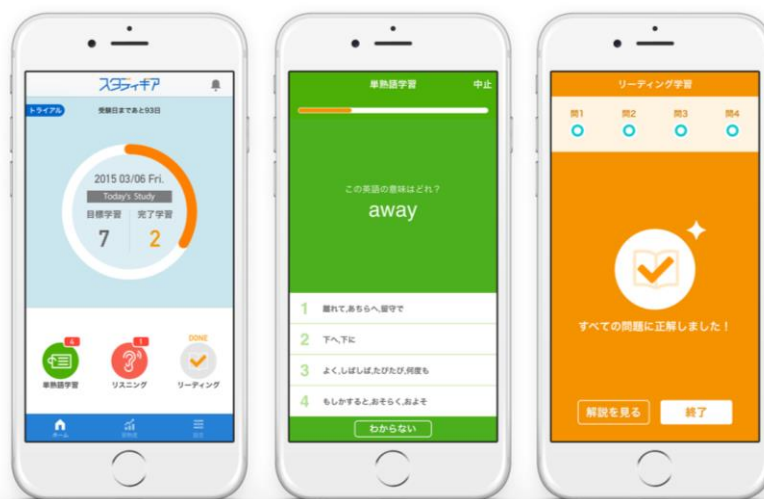 スタディギア
トライアル
受験日まであと93日
2015 03/06 Fri.
Today's Study
目標学習
完了学習
7
2
4
1
DONE
単熟語学習
リスニング
リーディング
ホーム
設定
単熟語学習
中止
この英語の意味はどれ?
away
1 離れて,あちらへ,留守で
2 下へ,下に
3 よく,しばしば,たびたび,何度も
4 もしかすると,おそらく,およそ
わからない
リーディング学習
問1
問2
問3
問4
すべての問題に正解しました!
解説を見る
終了